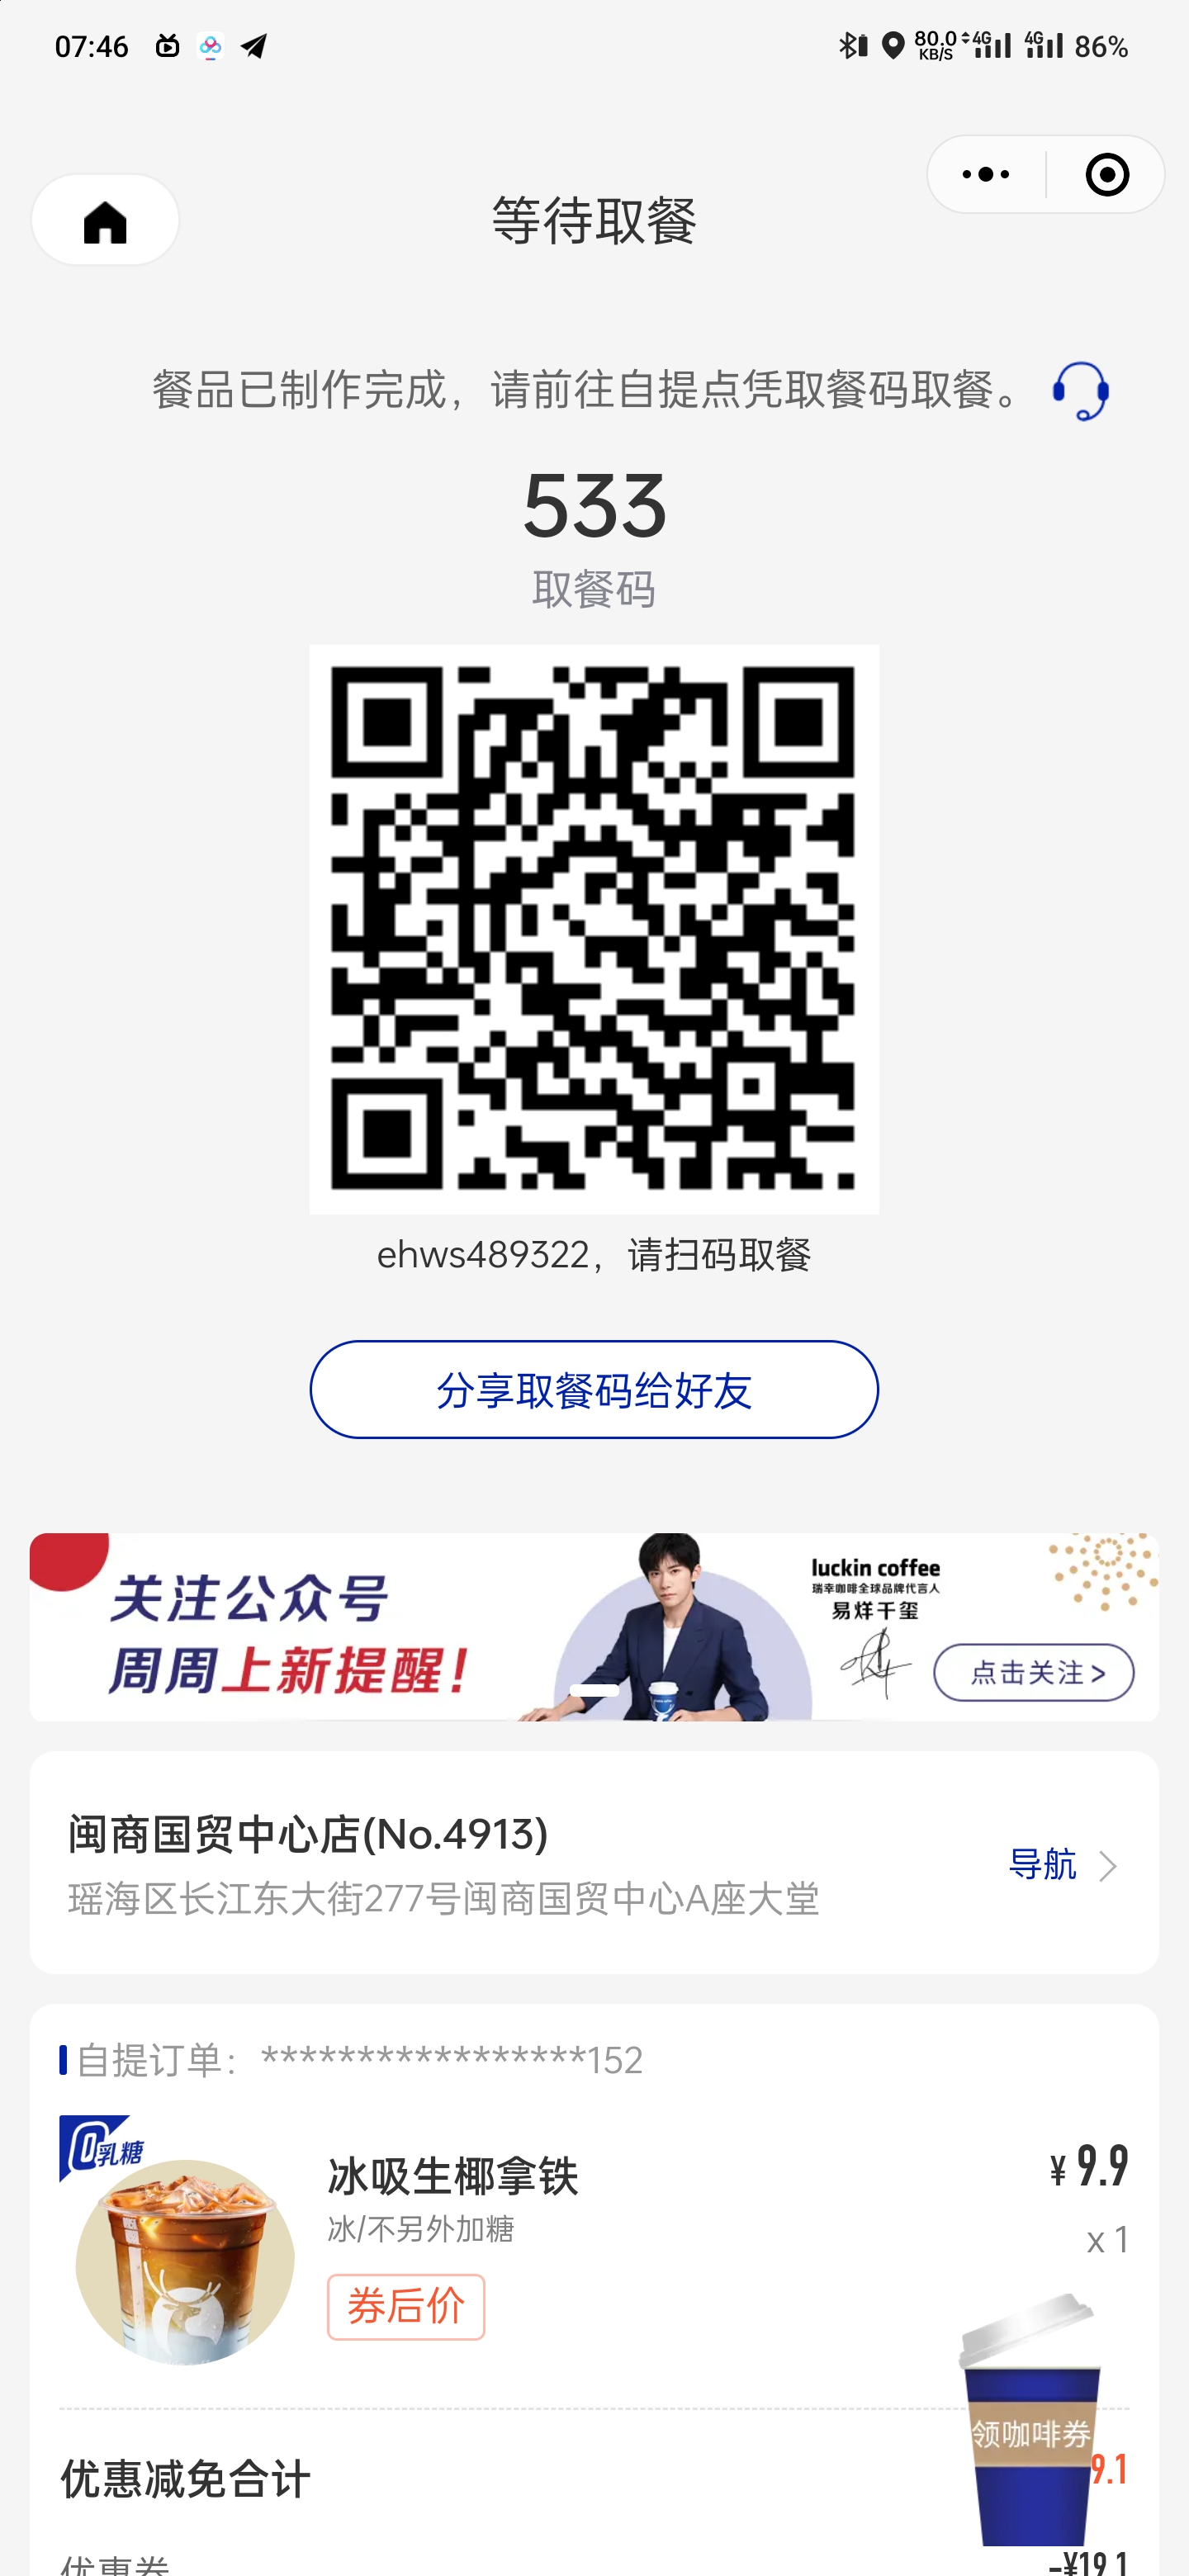 07:46
80.0 KB/S 4G 4G 86%
等待取餐
餐品已制作完成，请前往自提点凭取餐码取餐。
533
取餐码
ehws489322，请扫码取餐
分享取餐码给好友
关注公众号
周周上新提醒！
luckin coffee
瑞幸咖啡全球品牌代言人
易烊千玺
点击关注>
闽商国贸中心店(No.4913)
瑶海区长江东大街277号闽商国贸中心A座大堂
导航
自提订单：*****************152
0乳糖
冰吸生椰拿铁
¥9.9
冰/不另外加糖
x 1
券后价
领咖啡券
优惠减免合计
9.1
优惠券
-¥19.1